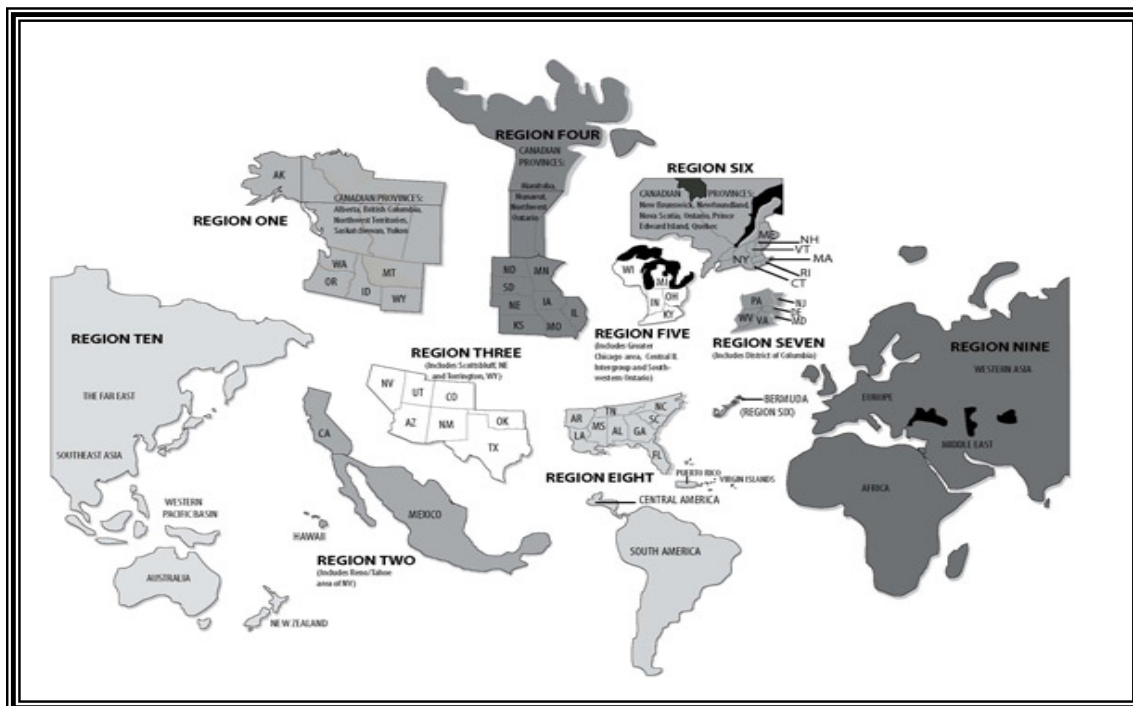 REGION FOUR
CANADIAN
PROVINCES:
Manitoba,
Nunavut,
Northwest,
Ontario
REGION SIX
CANADIAN PROVINCES:
New Brunswick, Newfoundland,
Nova Scotia, Ontario, Prince
Edward Island, Quebec
ME
NH
VT
MA
NY
RI
CT
AK
REGION ONE
CANADIAN PROVINCES:
Alberta, British Columbia,
Northwest Territories,
Saskatchewan, Yukon
WA
MT
OR
ID
WY
ND
MN
SD
NE
IA
IL
KS
MO
WI
MI
IN
OH
KY
REGION FIVE
(Includes Greater
Chicago area, Central IL
Intergroup and South-
western Ontario)
PA
NJ
DE
MD
WV
VA
REGION SEVEN
(Includes District of Columbia)
REGION TEN
THE FAR EAST
SOUTHEAST ASIA
WESTERN
PACIFIC BASIN
AUSTRALIA
NEW ZEALAND
REGION THREE
(Includes Scottsbluff, NE
and Torrington, WY)
NV
UT
CO
AZ
NM
OK
TX
CA
MEXICO
HAWAII
REGION TWO
(Includes Reno/Tahoe
area of NV)
AR
TN
NC
SC
MS
AL
GA
LA
FL
REGION EIGHT
PUERTO RICO
VIRGIN ISLANDS
CENTRAL AMERICA
SOUTH AMERICA
BERMUDA
(REGION SIX)
REGION NINE
WESTERN ASIA
EUROPE
MIDDLE EAST
AFRICA